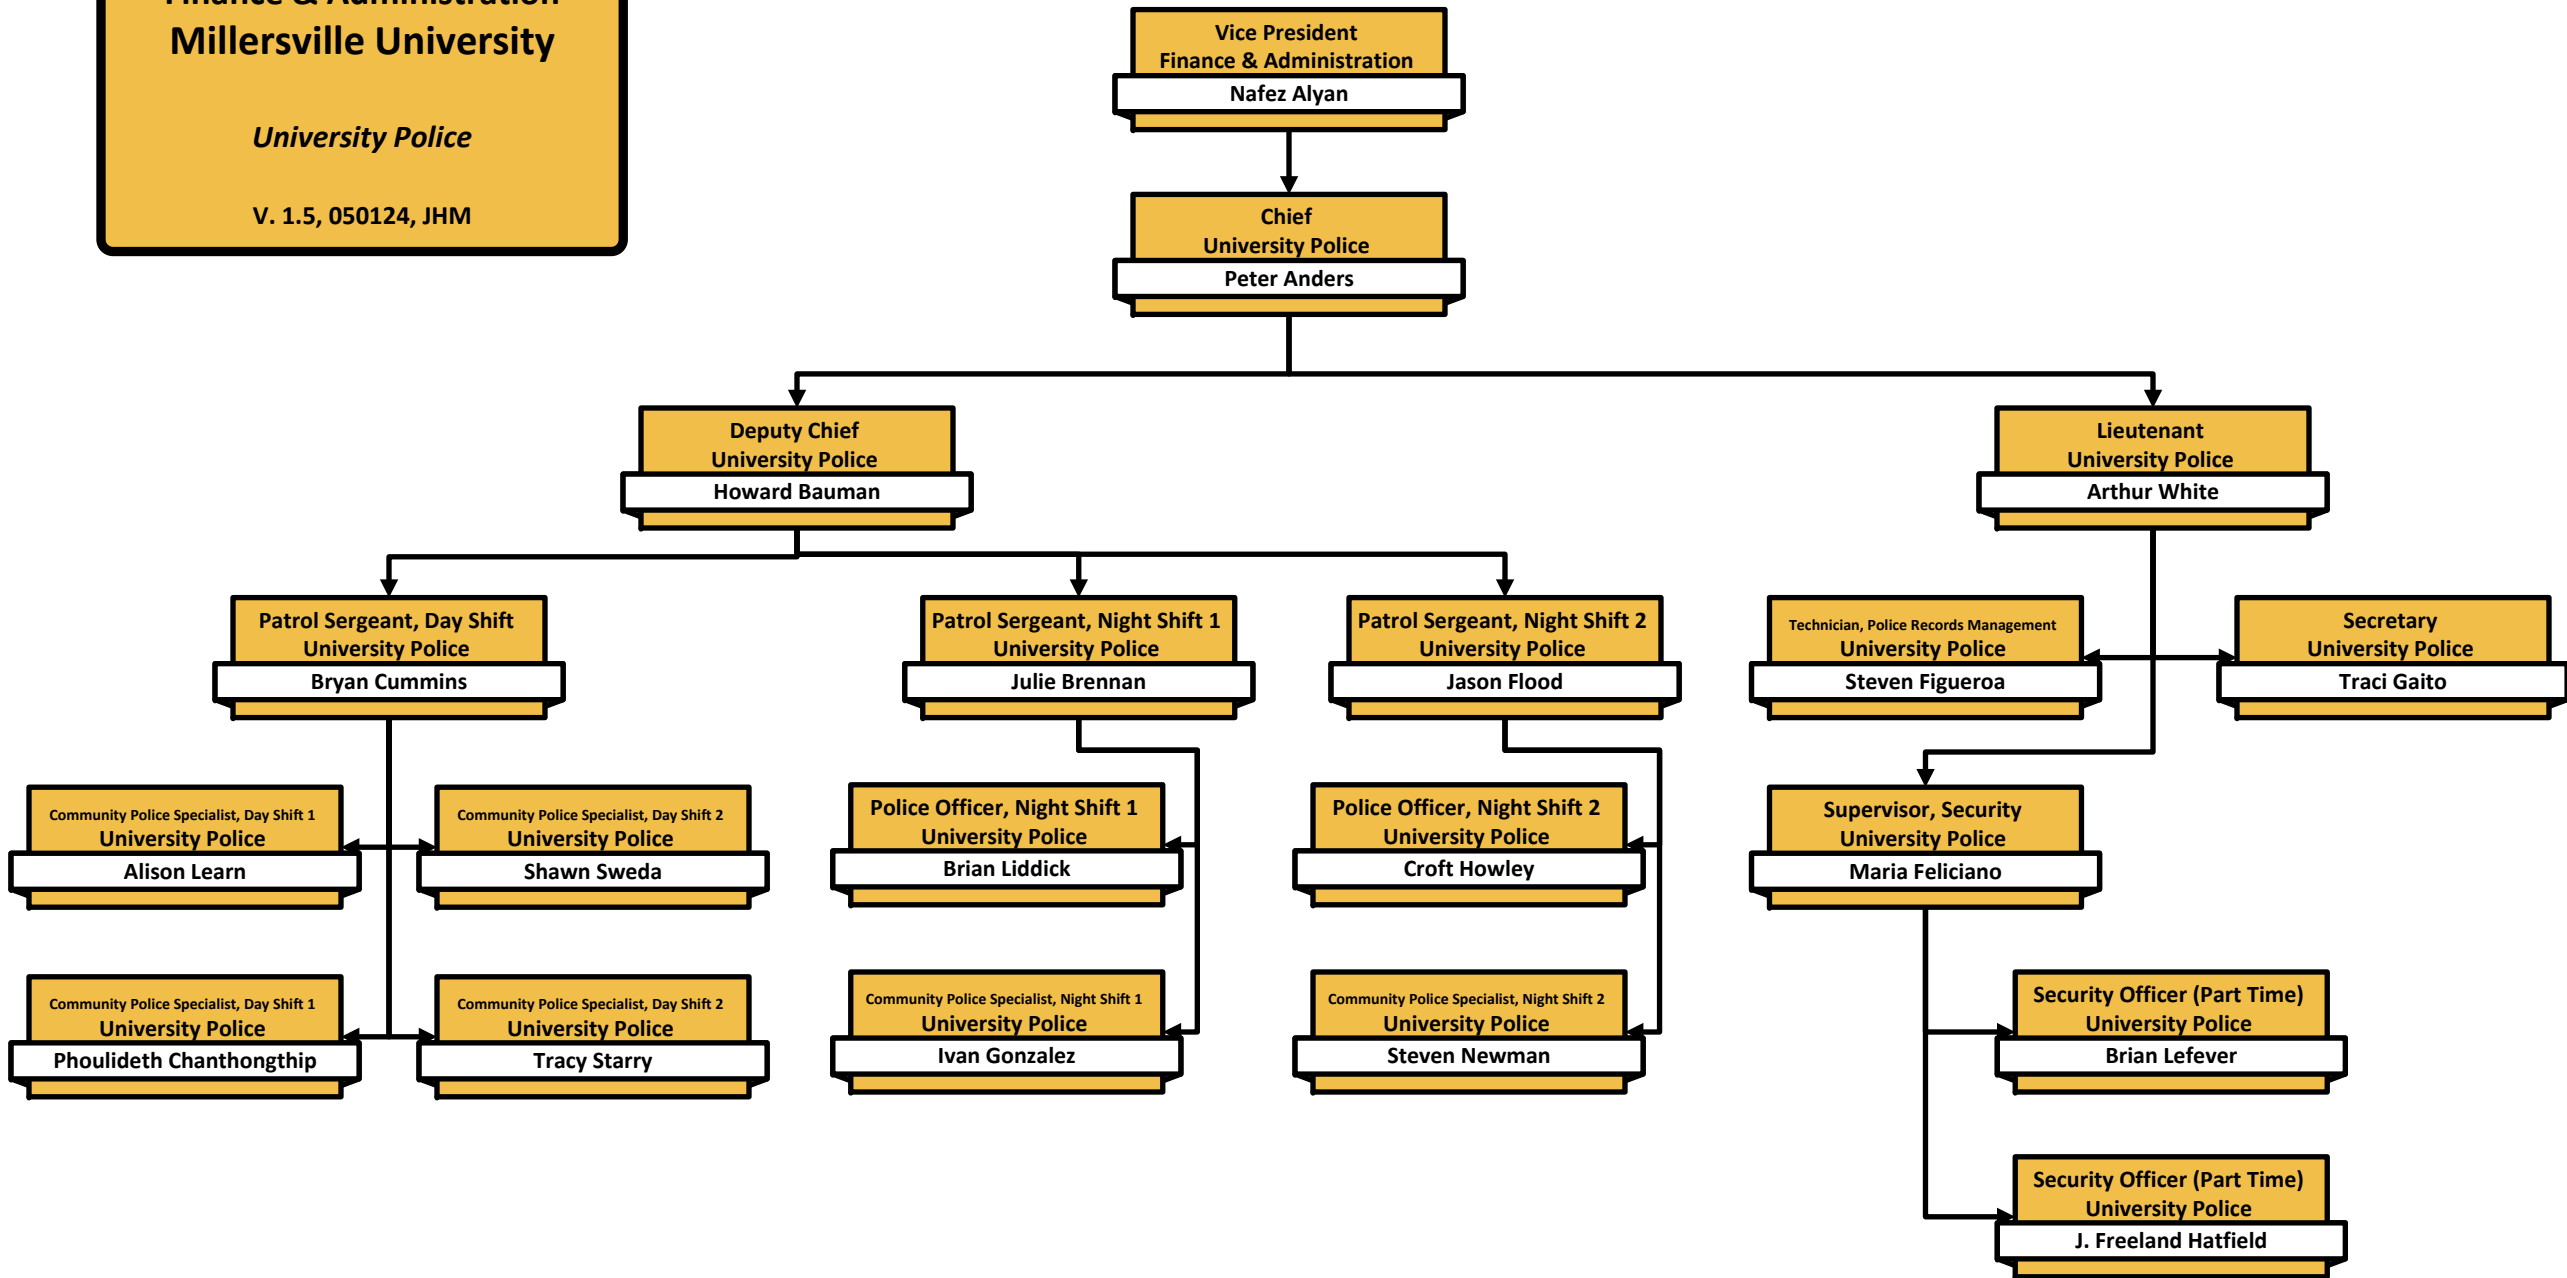 Finance & Administration
Millersville University
University Police
V. 1.5, 050124, JHM
Vice President
Finance & Administration
Nafez Alyan
Chief
University Police
Peter Anders
Deputy Chief
University Police
Howard Bauman
Lieutenant
University Police
Arthur White
Patrol Sergeant, Day Shift
University Police
Bryan Cummins
Patrol Sergeant, Night Shift 1
University Police
Julie Brennan
Patrol Sergeant, Night Shift 2
University Police
Jason Flood
Technician, Police Records Management
University Police
Steven Figueroa
Secretary
University Police
Traci Gaito
Community Police Specialist, Day Shift 1
University Police
Alison Learn
Community Police Specialist, Day Shift 2
University Police
Shawn Sweda
Police Officer, Night Shift 1
University Police
Brian Liddick
Police Officer, Night Shift 2
University Police
Croft Howley
Supervisor, Security
University Police
Maria Feliciano
Community Police Specialist, Day Shift 1
University Police
Phoulideth Chanthongthip
Community Police Specialist, Day Shift 2
University Police
Tracy Starry
Community Police Specialist, Night Shift 1
University Police
Ivan Gonzalez
Community Police Specialist, Night Shift 2
University Police
Steven Newman
Security Officer (Part Time)
University Police
Brian Lefever
Security Officer (Part Time)
University Police
J. Freeland Hatfield